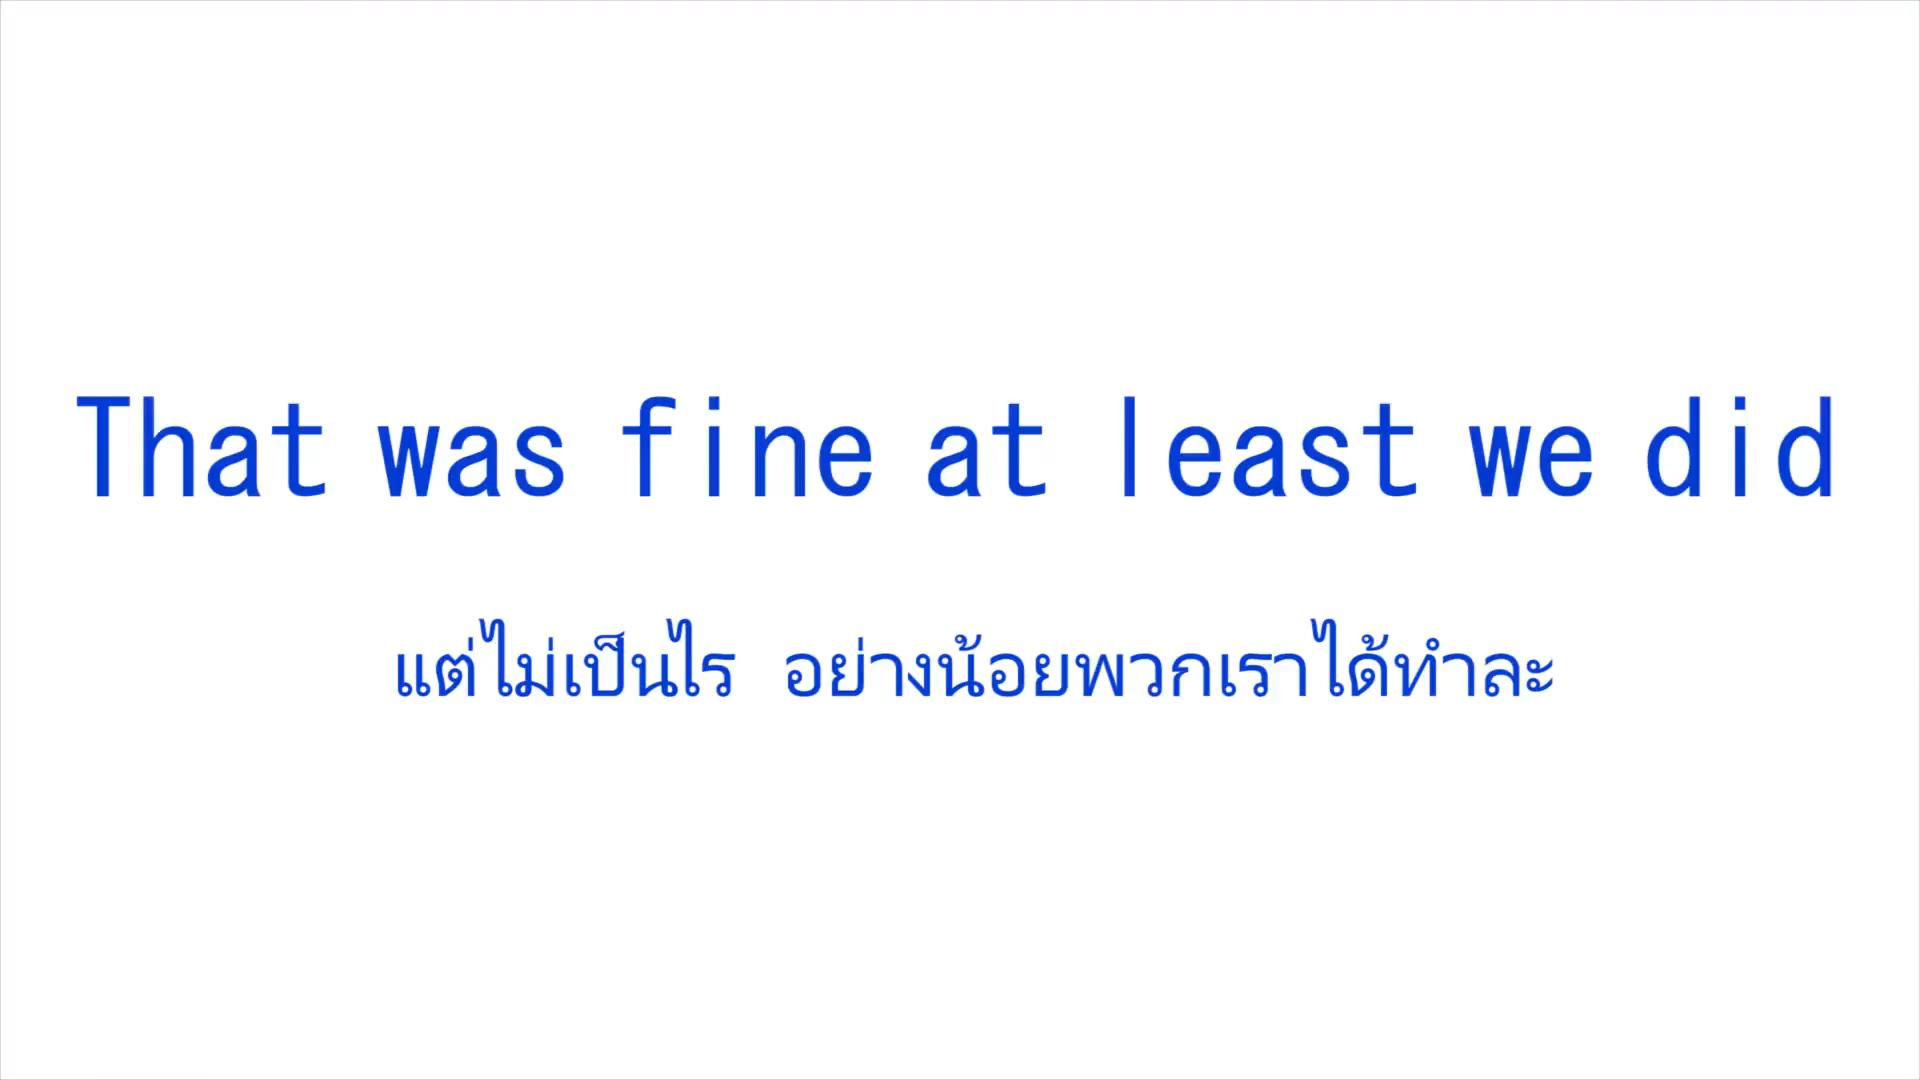 That was fine at least we did
แต่ไม่เป็นไร อย่างน้อยพวกเราได้ทำละ